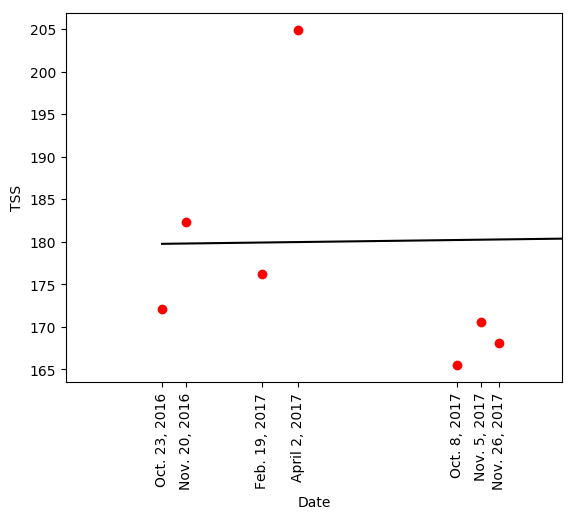 205
200
195
190
185
180
175
170
165
TSS
Oct. 23, 2016
Nov. 20, 2016
Feb. 19, 2017
April 2, 2017
Oct. 8, 2017
Nov. 5, 2017
Nov. 26, 2017
Date